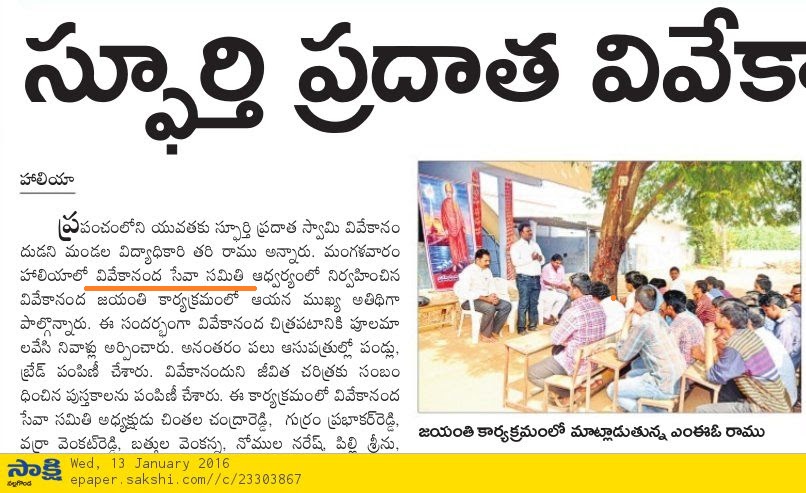 స్ఫూర్తి ప్రదాత వివేకా
హాలియా
ప్రపంచంలోని యువతకు స్ఫూర్తి ప్రదాత స్వామి వివేకానం
దుడని మండల విద్యాధికారి తరి రాము అన్నారు. మంగళవారం
హాలియాలో వివేకానంద సేవా సమితి ఆధ్వర్యంలో నిర్వహించిన
వివేకానంద జయంతి కార్యక్రమంలో ఆయన ముఖ్య అతిథిగా
పాల్గొన్నారు. ఈ సందర్భంగా వివేకానంద చిత్రపటానికి పూలమా
లవేసి నివాళ్లు అర్పించారు. అనంతరం పలు ఆసుపత్రుల్లో పండ్లు,
బ్రేడ్ పంపిణీ చేశారు. వివేకానందుని జీవిత చరిత్రకు సంబం
ధించిన పుస్తకాలను పంపిణీ చేశారు. ఈ కార్యక్రమంలో వివేకానంద
సేవా సమితి అధ్యక్షుడు చింతల చంద్రారెడ్డి, గుర్రం ప్రభాకర్‌రెడ్డి,
వర్రా వెంకట్‌రెడ్డి, బత్తుల వెంకన్న, నోముల నరేష్, పిల్లి శ్రీను,
జయంతి కార్యక్రమంలో మాట్లాడుతున్న ఎంఈఓ రాము
సాక్షి
నల్లగొండ
Wed, 13 January 2016
epaper.sakshi.com//c/23303867